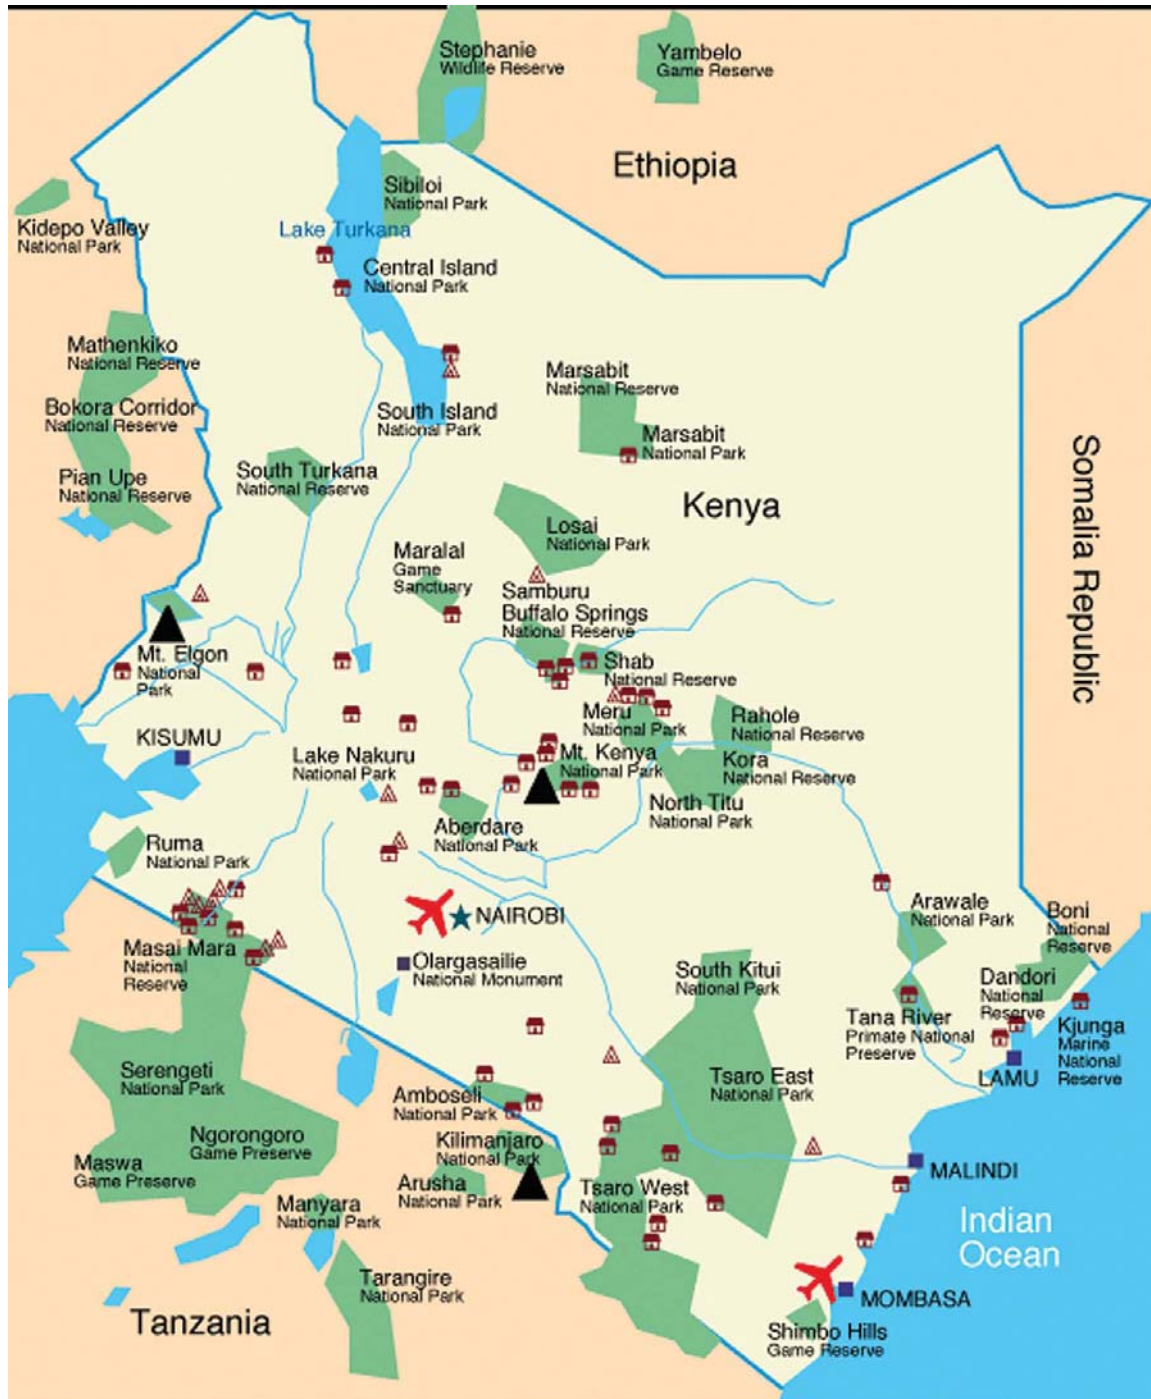 Stephanie
Wildlife Reserve
Yambelo
Game Reserve
Ethiopia
Sibiloi
National Park
Kidepo Valley
National Park
Lake Turkana
Central Island
National Park
Mathenkiko
National Reserve
Marsabit
National Reserve
Bokora Corridor
National Reserve
South Island
National Park
Marsabit
National Park
Pian Upe
National Reserve
South Turkana
National Reserve
Kenya
Somalia Republic
Losai
National Park
Maralal
Game
Sanctuary
Samburu
Buffalo Springs
National Reserve
Mt. Elgon
National
Park
Shab
National Reserve
Meru
National Park
Rahole
National Reserve
KISUMU
Lake Nakuru
National Park
Mt. Kenya
National Park
Kora
National Reserve
North Titu
National Park
Aberdare
National Park
Ruma
National Park
NAIROBI
Arawale
National Park
Boni
National
Reserve
Masai Mara
National
Reserve
Olargasailie
National Monument
South Kitui
National Park
Dandori
National
Reserve
Tana River
Primate National
Preserve
Kjunga
Marine
National
Reserve
LAMU
Serengeti
National Park
Tsaro East
National Park
Amboseli
National Park
Ngorongoro
Game Preserve
Kilimanjaro
National Park
Maswa
Game Preserve
Arusha
National Park
MALINDI
Tsaro West
National Park
Manyara
National Park
Indian
Ocean
Tarangire
National Park
MOMBASA
Tanzania
Shimbo Hills
Game Reserve